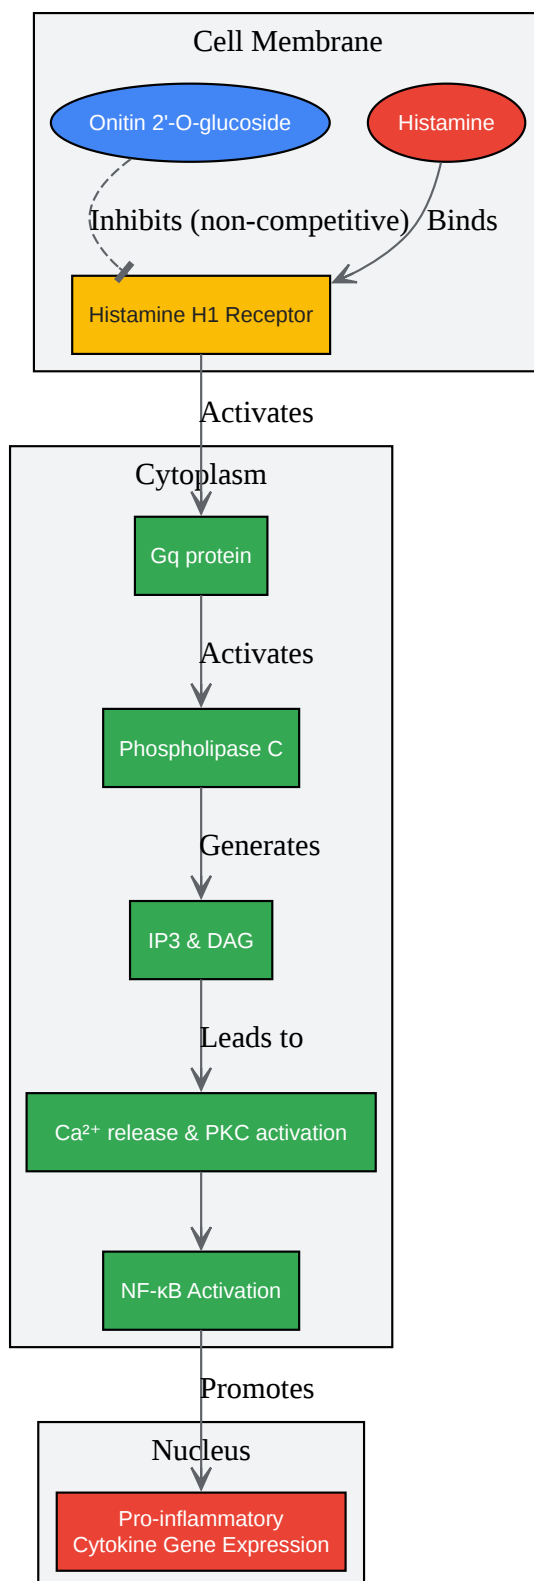 Cell Membrane
Onitin 2'-O-glucoside
Histamine
Inhibits (non-competitive)
Binds
Histamine H1 Receptor
Activates
Cytoplasm
Gq protein
Activates
Phospholipase C
Generates
IP3 & DAG
Leads to
Ca²⁺ release & PKC activation
NF-κB Activation
Promotes
Nucleus
Pro-inflammatory
Cytokine Gene Expression